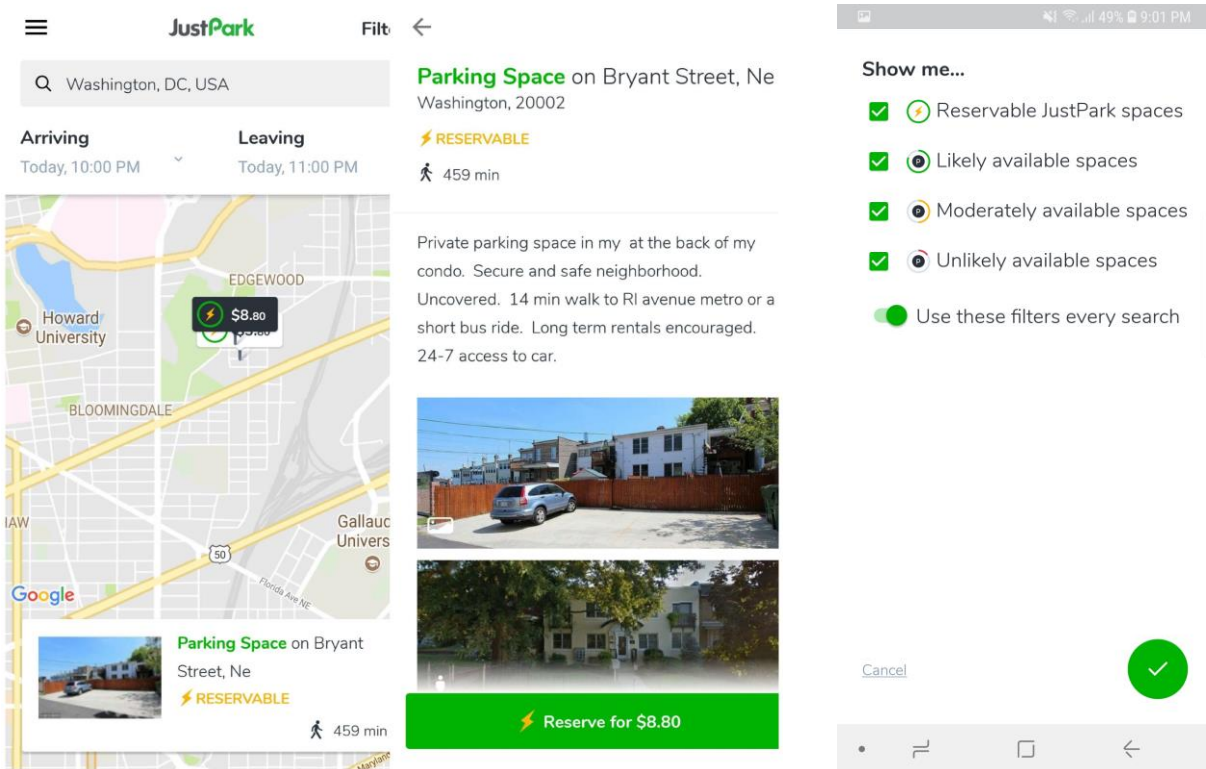 JustPark
Filt
Washington, DC, USA
Arriving
Leaving
Today, 10:00 PM
Today, 11:00 PM
EDGEWOOD
$8.80
Howard
University
BLOOMINGDALE
Gallaud
Univers
50
Florida Ave NE
Google
Parking Space on Bryant
Street, Ne
RESERVABLE
459 min
Parking Space on Bryant Street, Ne
Washington, 20002
RESERVABLE
459 min
Private parking space in my at the back of my
condo. Secure and safe neighborhood.
Uncovered. 14 min walk to RI avenue metro or a
short bus ride. Long term rentals encouraged.
24-7 access to car.
Reserve for $8.80
49% 9:01 PM
Show me...
Reservable JustPark spaces
P Likely available spaces
P Moderately available spaces
P Unlikely available spaces
Use these filters every search
Cancel